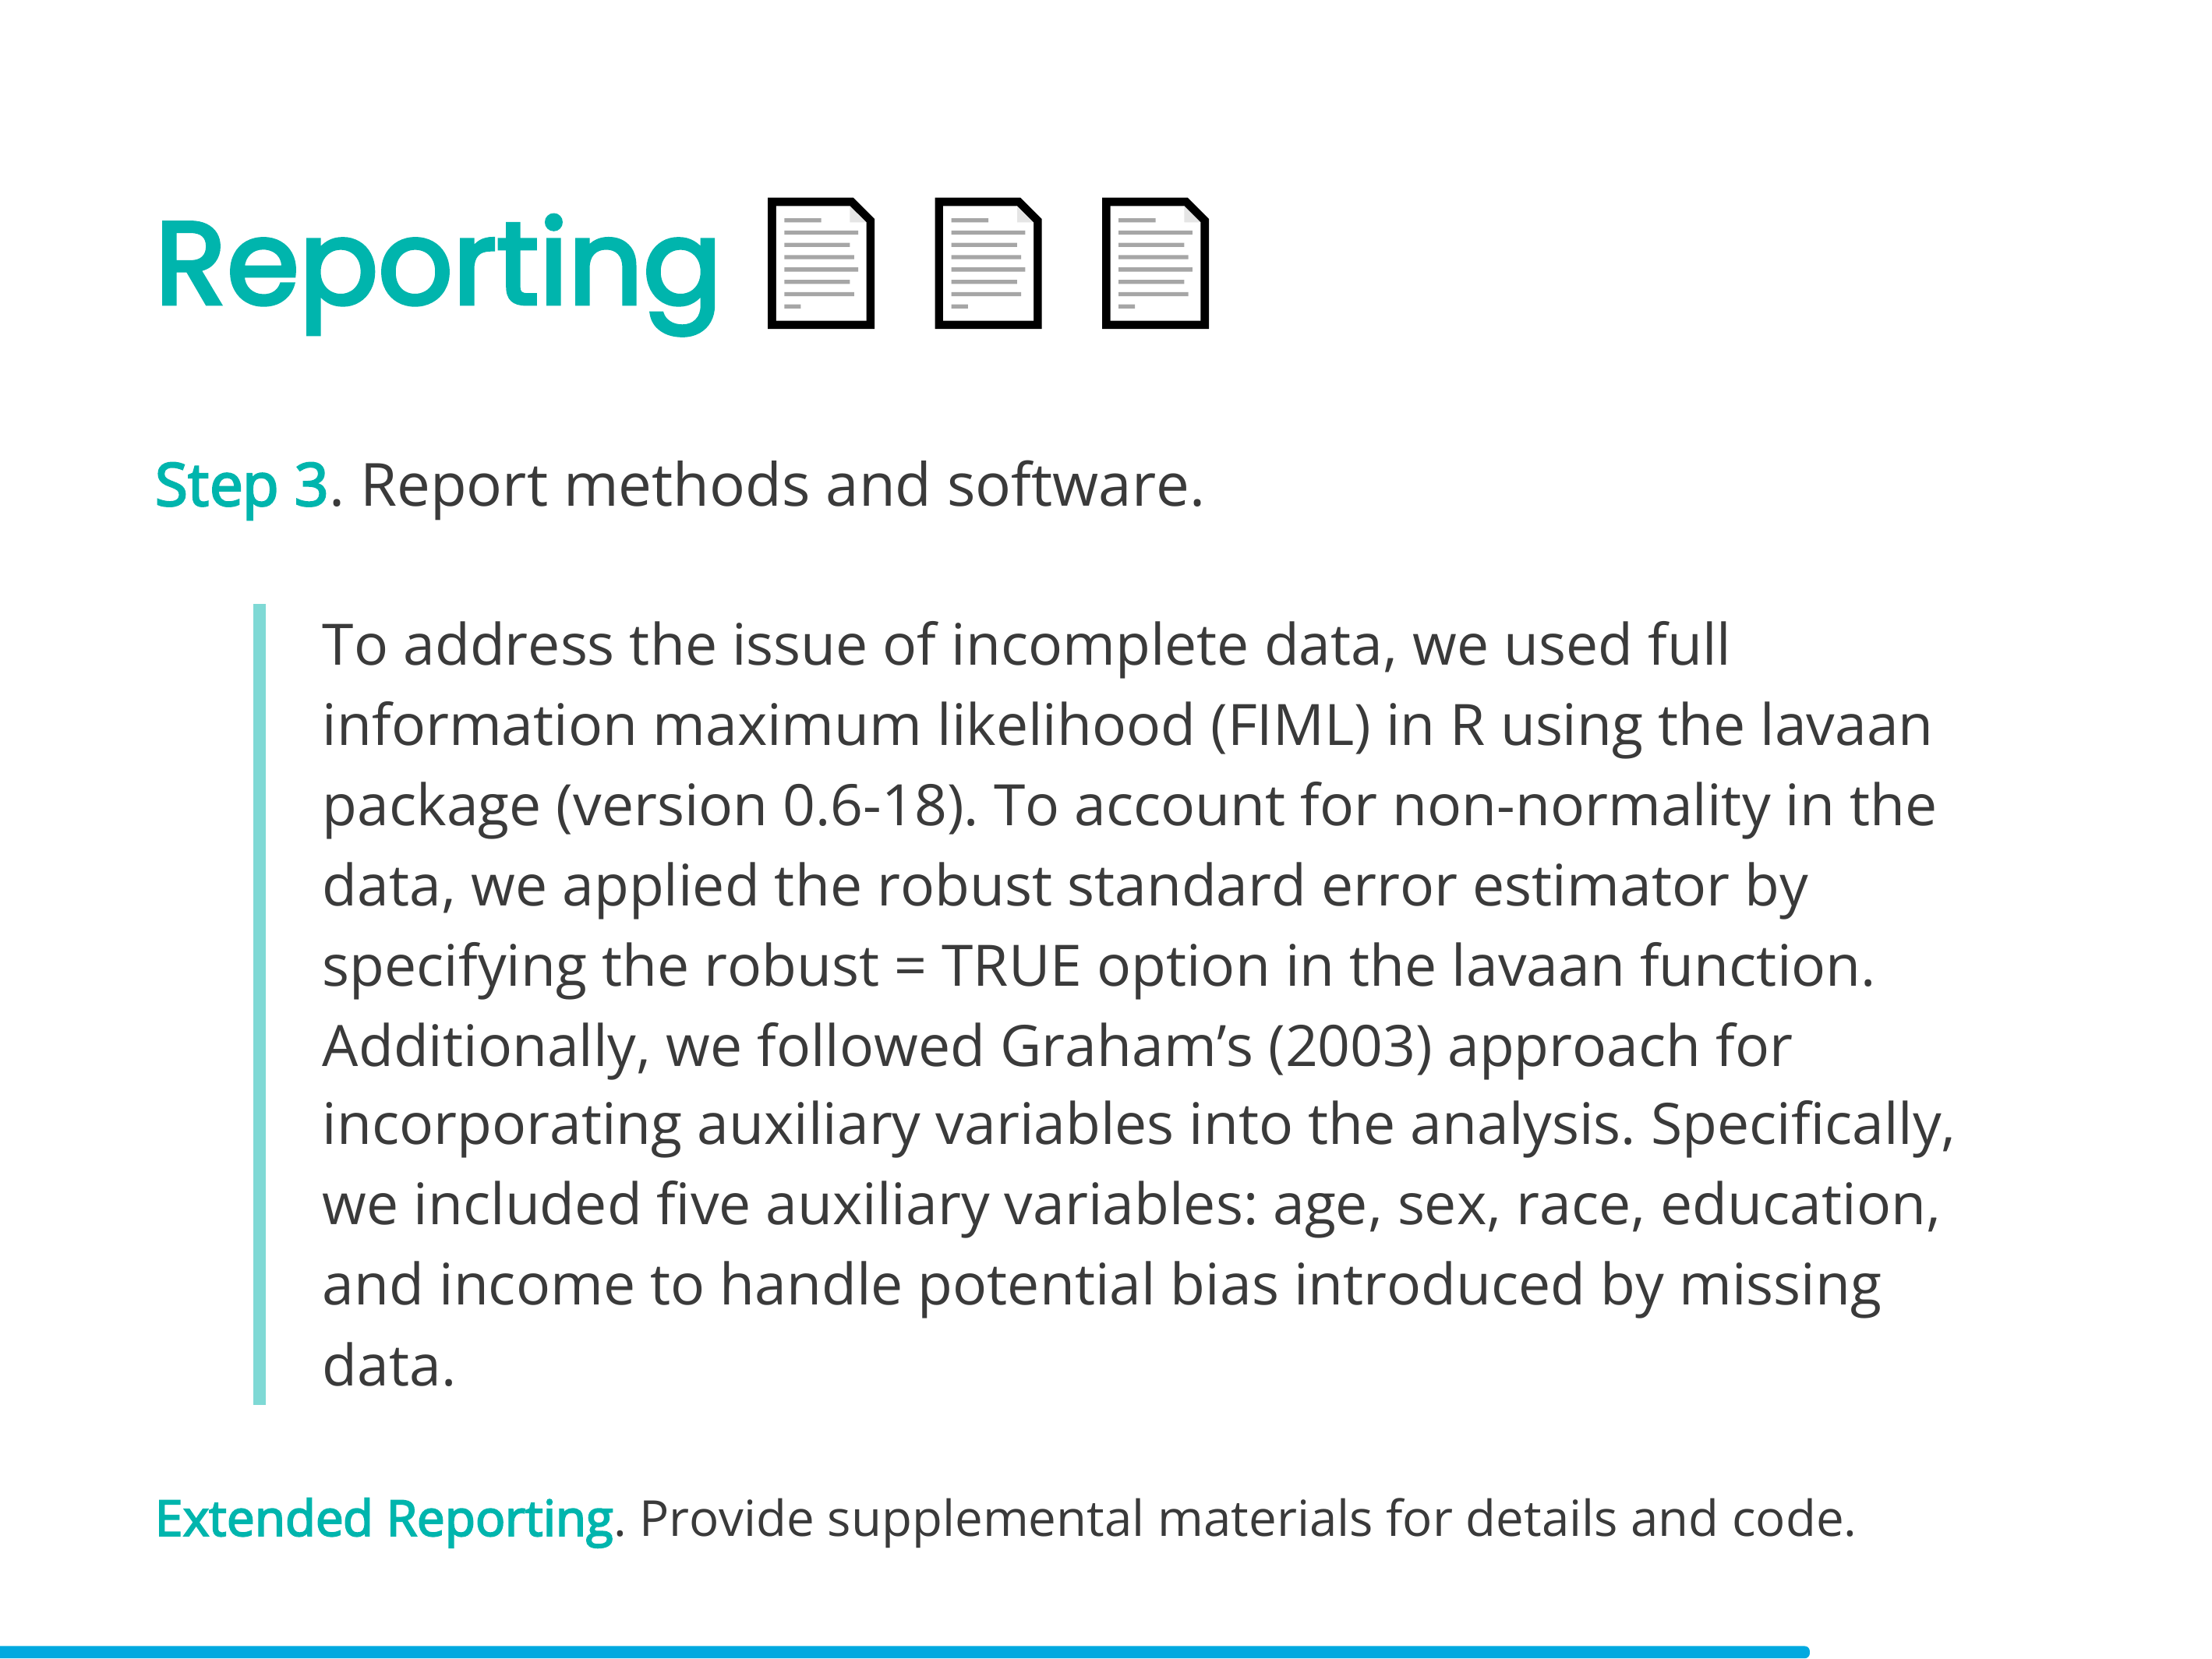 Reporting
Step 3. Report methods and software.
To address the issue of incomplete data, we used full
information maximum likelihood (FIML) in R using the lavaan
package (version 0.6-18). To account for non-normality in the
data, we applied the robust standard error estimator by
specifying the robust = TRUE option in the lavaan function.
Additionally, we followed Graham’s (2003) approach for
incorporating auxiliary variables into the analysis. Specifically,
we included five auxiliary variables: age, sex, race, education,
and income to handle potential bias introduced by missing
data.
Extended Reporting. Provide supplemental materials for details and code.